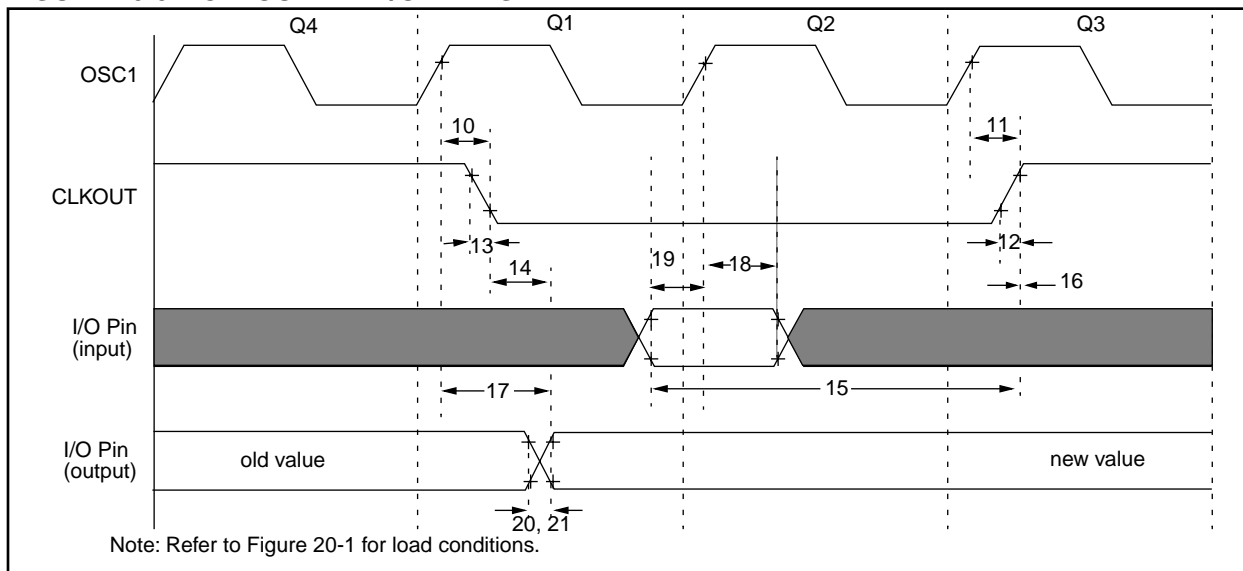 Q4 Q1 Q2 Q3
OSC1
10
11
CLKOUT
13
12
14
19
18
16
I/O Pin
(input)
17
15
I/O Pin
(output)
old value
new value
20, 21
Note: Refer to Figure 20-1 for load conditions.